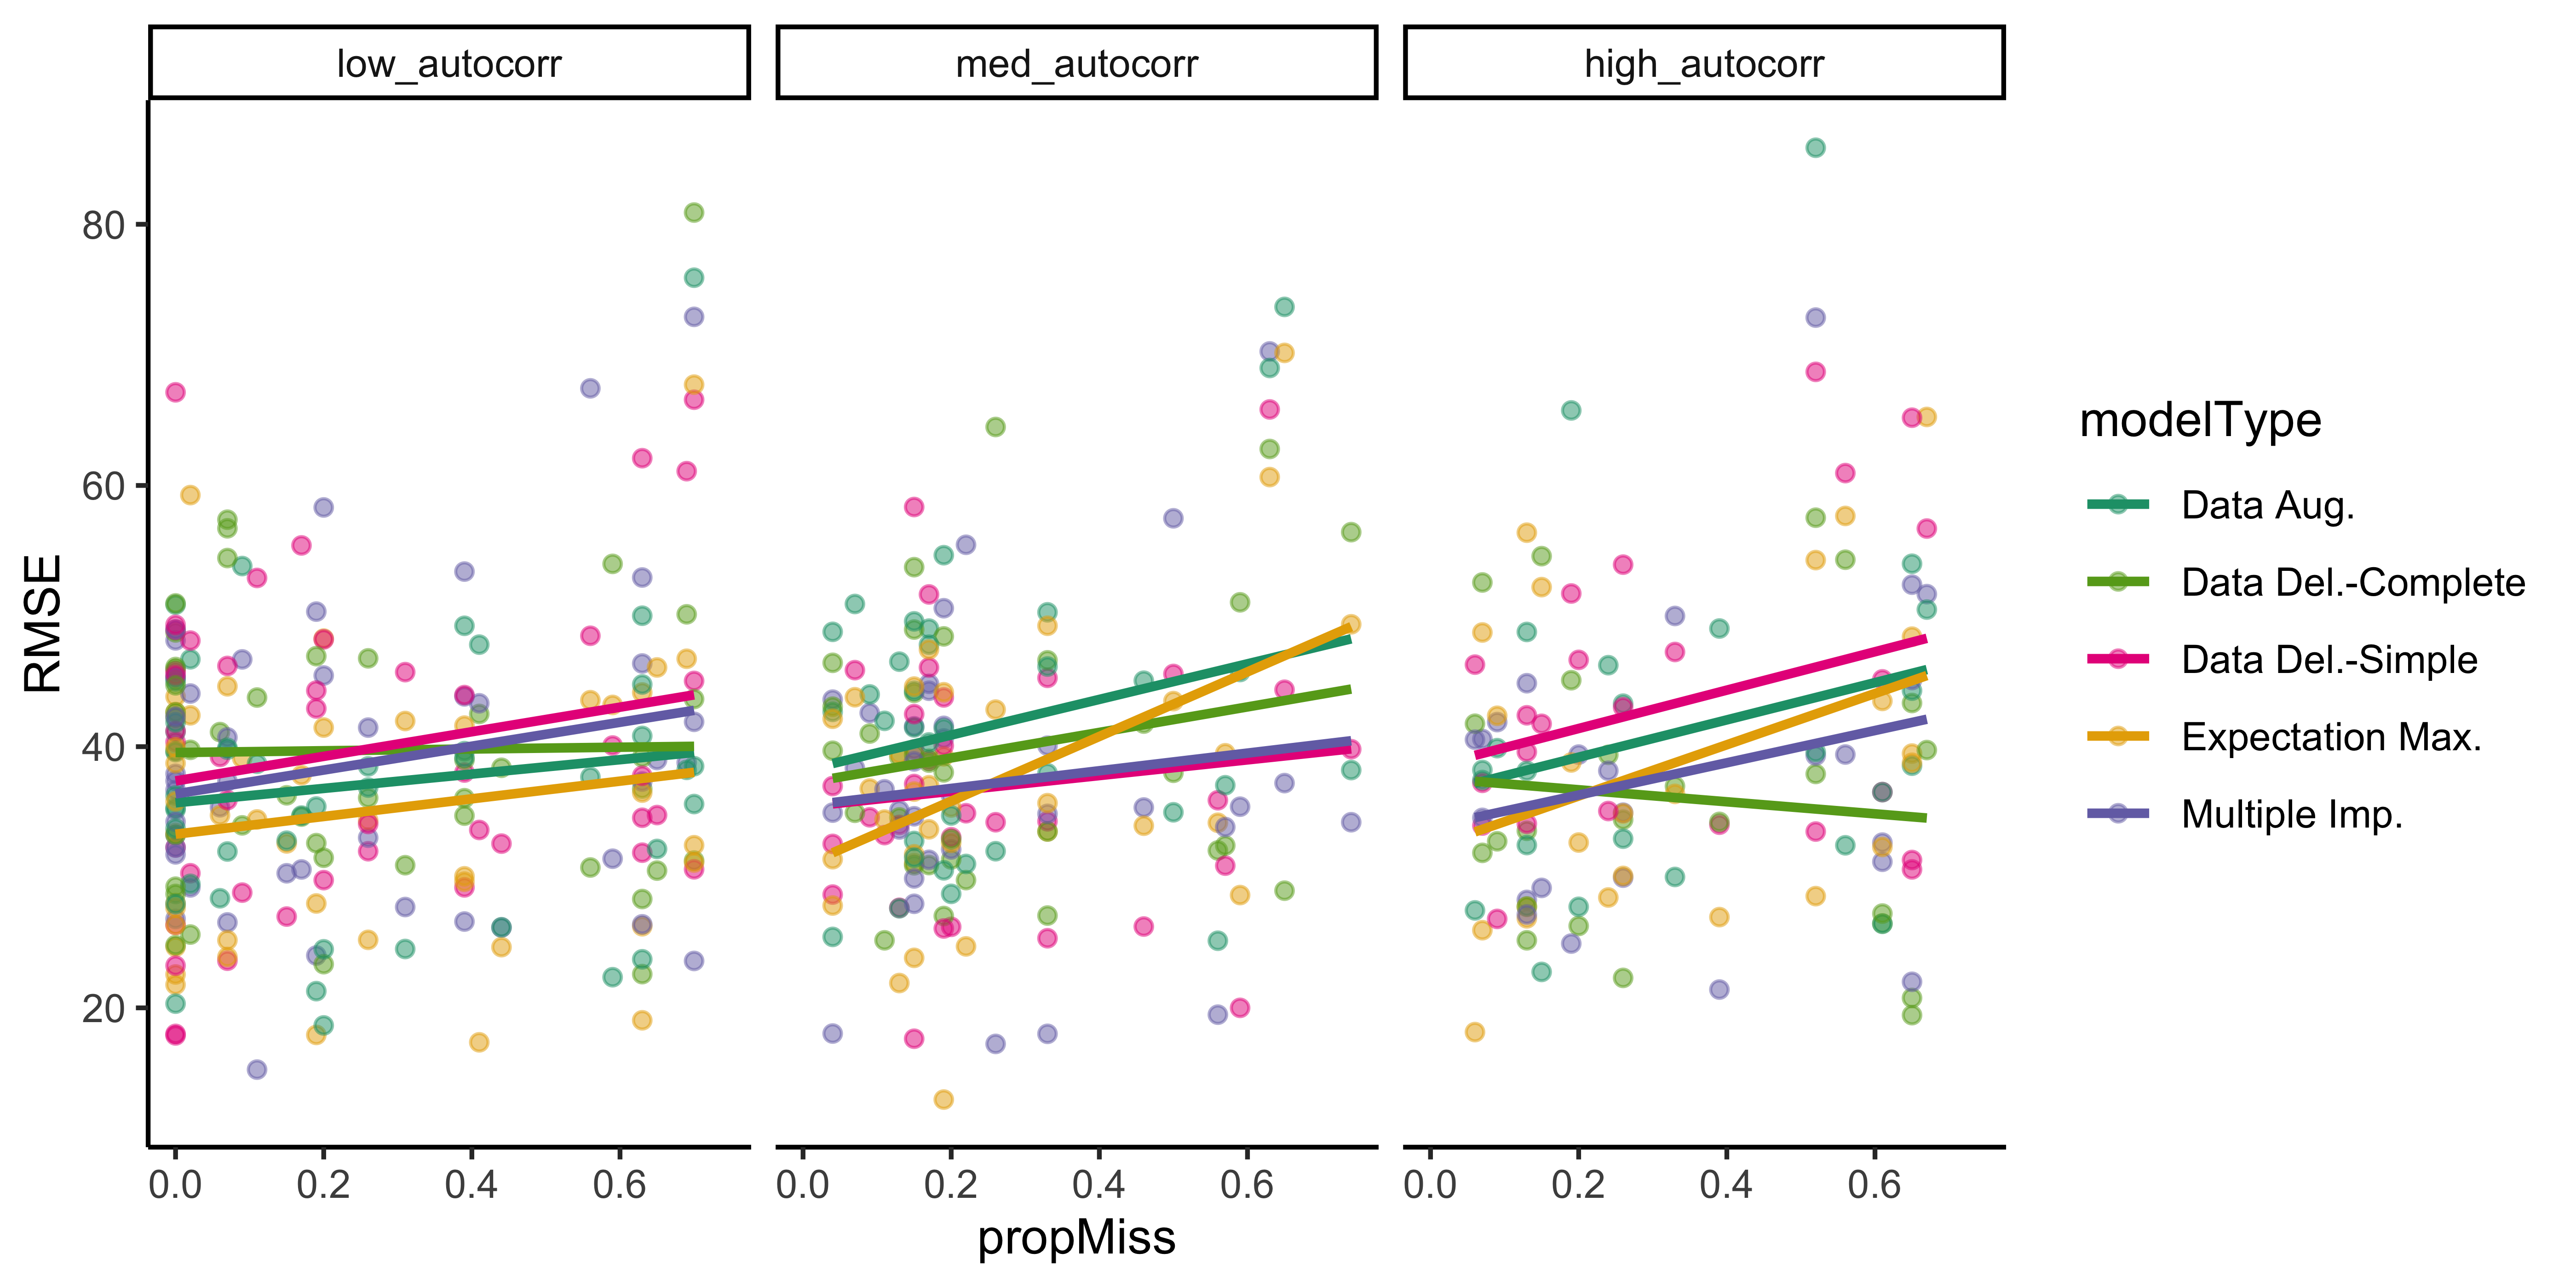 low_autocorr
med_autocorr
high_autocorr
RMSE
80
60
40
20
0.0 0.2 0.4 0.6
0.0 0.2 0.4 0.6
0.0 0.2 0.4 0.6
propMiss
modelType
Data Aug.
Data Del.-Complete
Data Del.-Simple
Expectation Max.
Multiple Imp.